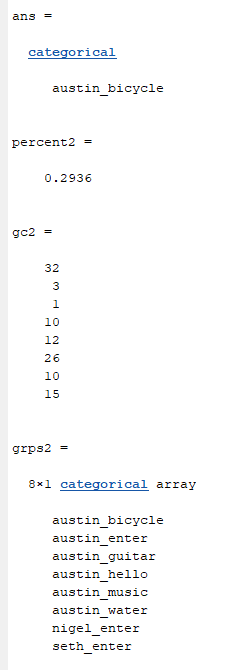 ans =
categorical
austin_bicycle
percent2 =
0.2936
gc2 =
32
3
1
10
12
26
10
15
grps2 =
8×1 categorical array
austin_bicycle
austin_enter
austin_guitar
austin_hello
austin_music
austin_water
nigel_enter
seth_enter